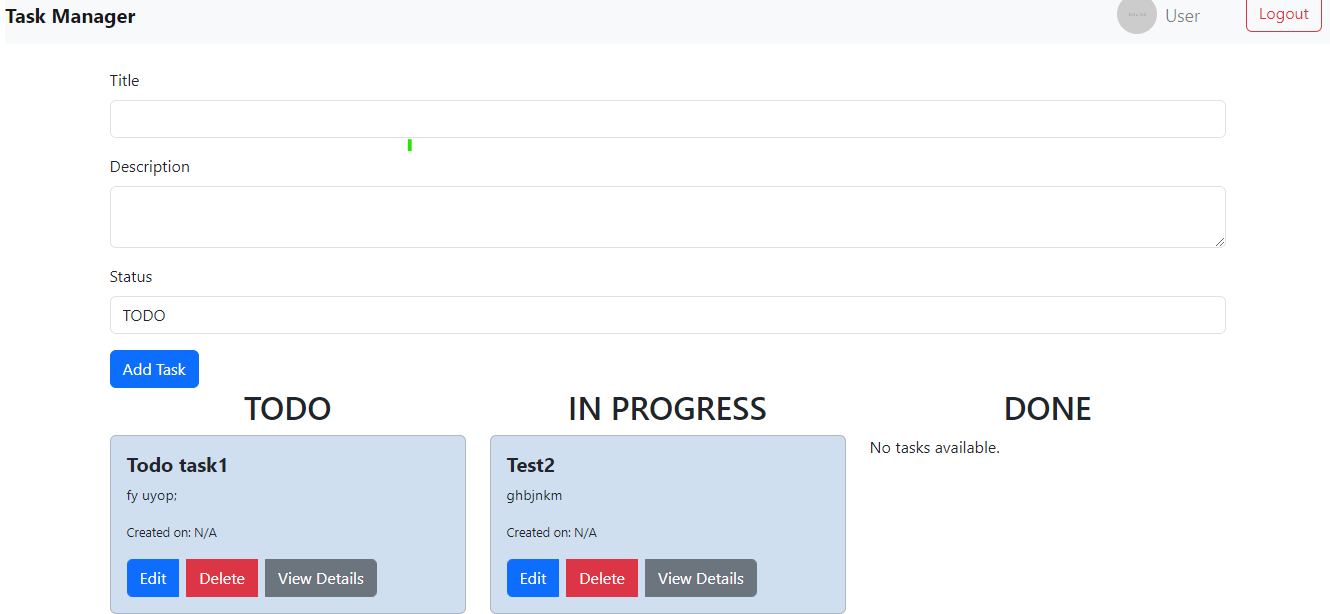 Task Manager
User
Logout
Title
Description
Status
TODO
Add Task
TODO
IN PROGRESS
DONE
Todo task1
fy uyop;
Created on: N/A
Edit
Delete
View Details
Test2
ghbjnkm
Created on: N/A
Edit
Delete
View Details
No tasks available.